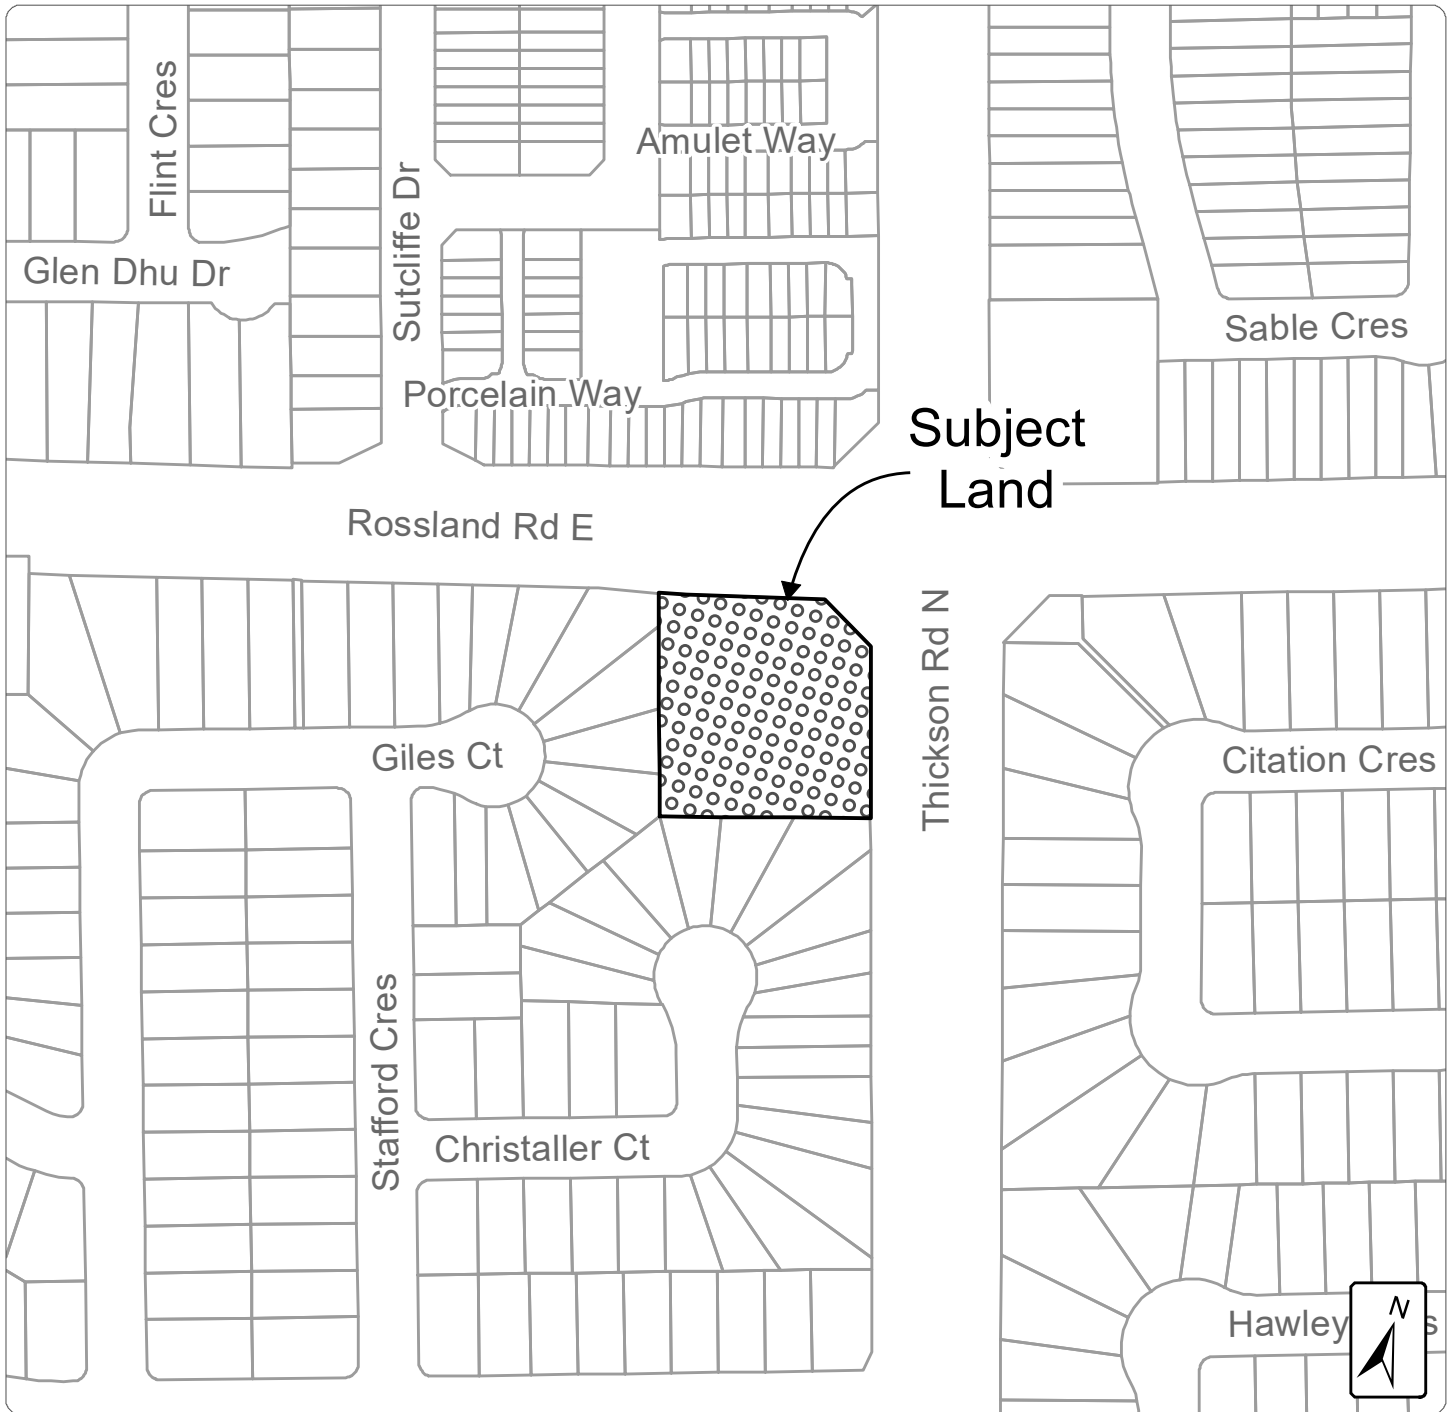 Flint Cres
Amulet Way
Sutcliffe Dr
Glen Dhu Dr
Sable Cres
Porcelain Way
Subject
Land
Rossland Rd E
Thickson Rd N
Giles Ct
Citation Cres
Stafford Cres
Christaller Ct
N
Hawley